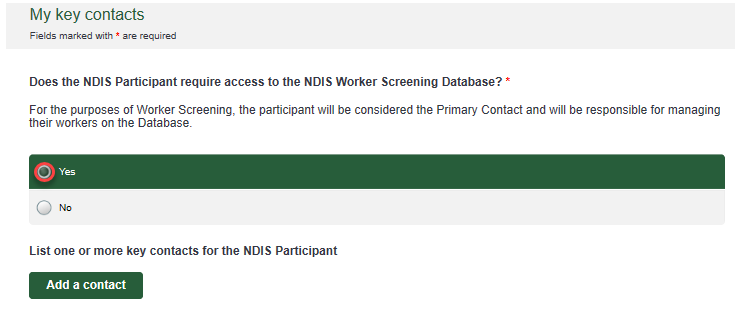 My key contacts
Fields marked with * are required
Does the NDIS Participant require access to the NDIS Worker Screening Database? *
For the purposes of Worker Screening, the participant will be considered the Primary Contact and will be responsible for managing
their workers on the Database.
Yes
No
List one or more key contacts for the NDIS Participant
Add a contact